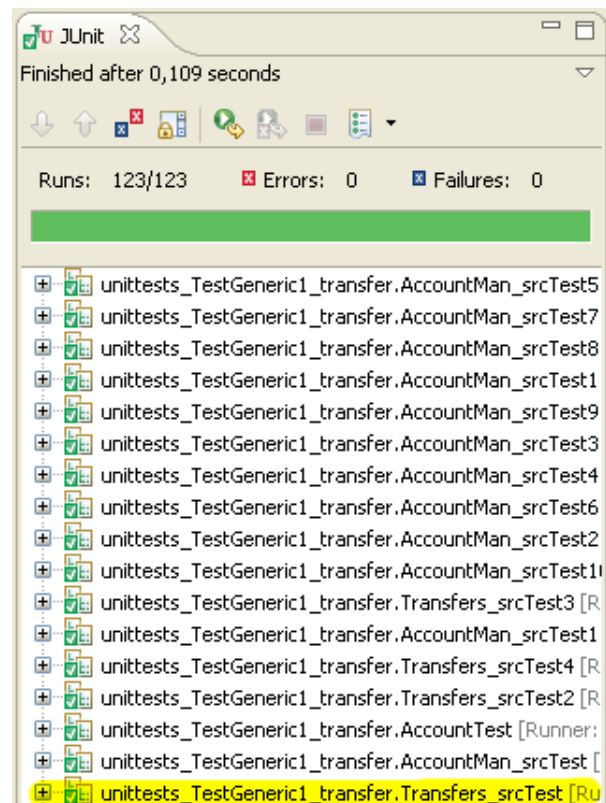 JUnit
Finished after 0,109 seconds
Runs: 123/123 Errors: 0 Failures: 0
unittests_TestGeneric1_transfer.AccountMan_srcTest5
unittests_TestGeneric1_transfer.AccountMan_srcTest7
unittests_TestGeneric1_transfer.AccountMan_srcTest8
unittests_TestGeneric1_transfer.AccountMan_srcTest1
unittests_TestGeneric1_transfer.AccountMan_srcTest9
unittests_TestGeneric1_transfer.AccountMan_srcTest3
unittests_TestGeneric1_transfer.AccountMan_srcTest4
unittests_TestGeneric1_transfer.AccountMan_srcTest6
unittests_TestGeneric1_transfer.AccountMan_srcTest2
unittests_TestGeneric1_transfer.AccountMan_srcTest1
unittests_TestGeneric1_transfer.Transfers_srcTest3 [R
unittests_TestGeneric1_transfer.AccountMan_srcTest1
unittests_TestGeneric1_transfer.Transfers_srcTest4 [R
unittests_TestGeneric1_transfer.Transfers_srcTest2 [R
unittests_TestGeneric1_transfer.AccountTest [Runner:
unittests_TestGeneric1_transfer.AccountMan_srcTest [
unittests_TestGeneric1_transfer.Transfers_srcTest [Ru